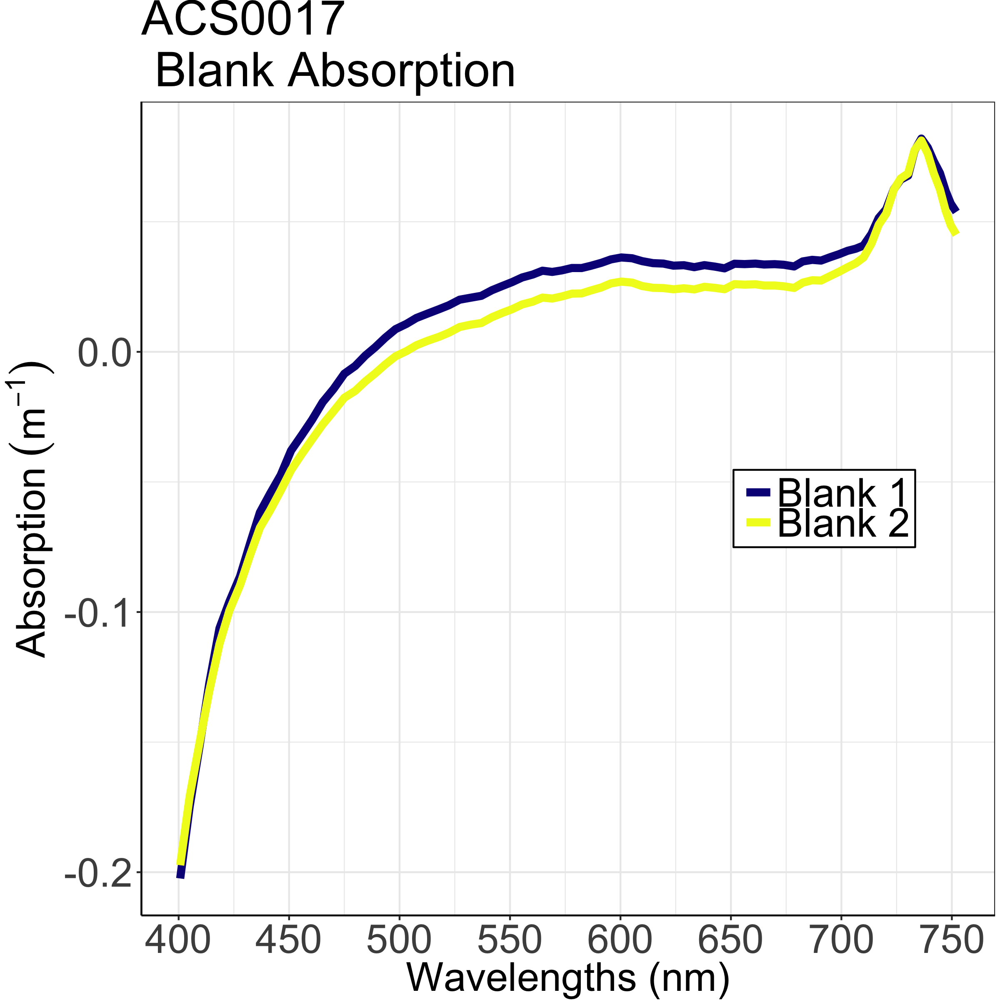 ACS0017
Blank Absorption
Absorption (m⁻¹)
0.0
-0.1
-0.2
Blank 1
Blank 2
400 450 500 550 600 650 700 750
Wavelengths (nm)